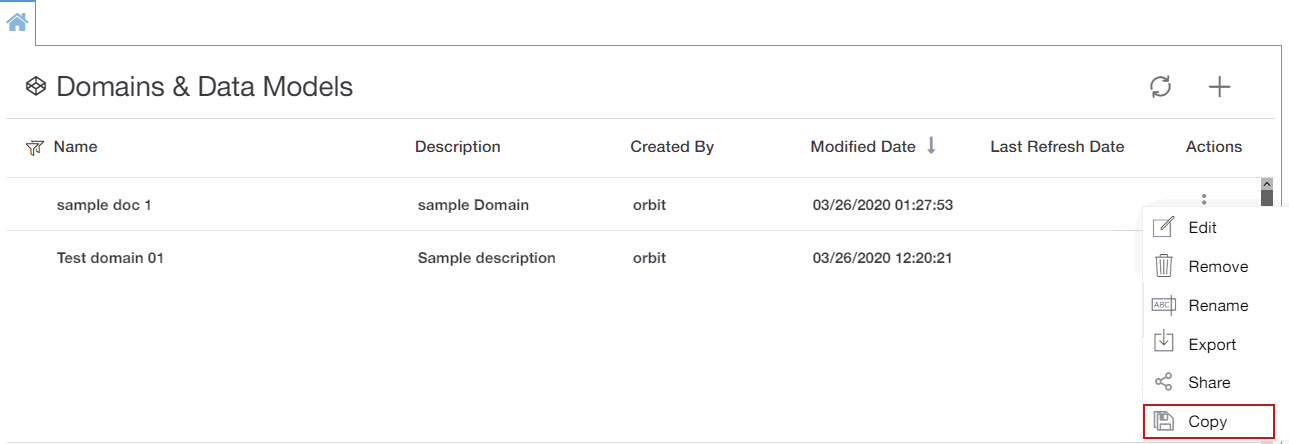 Domains & Data Models
Name Description Created By Modified Date Last Refresh Date Actions
sample doc 1 sample Domain orbit 03/26/2020 01:27:53
Test domain 01 Sample description orbit 03/26/2020 12:20:21
Edit
Remove
ABC Rename
Export
Share
Copy